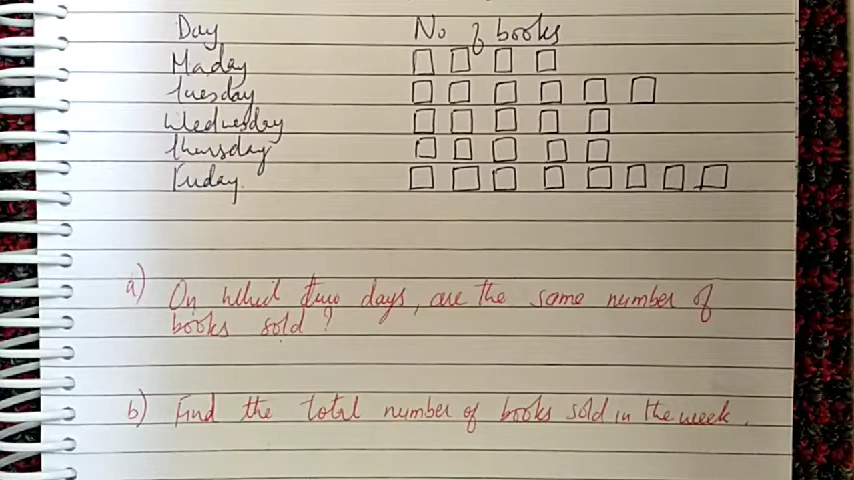 Day No of books
Monday
Tuesday
Wednesday
Thursday
Friday
a) On which two days, are the same number of
books sold?
b) Find the total number of books sold in the week.